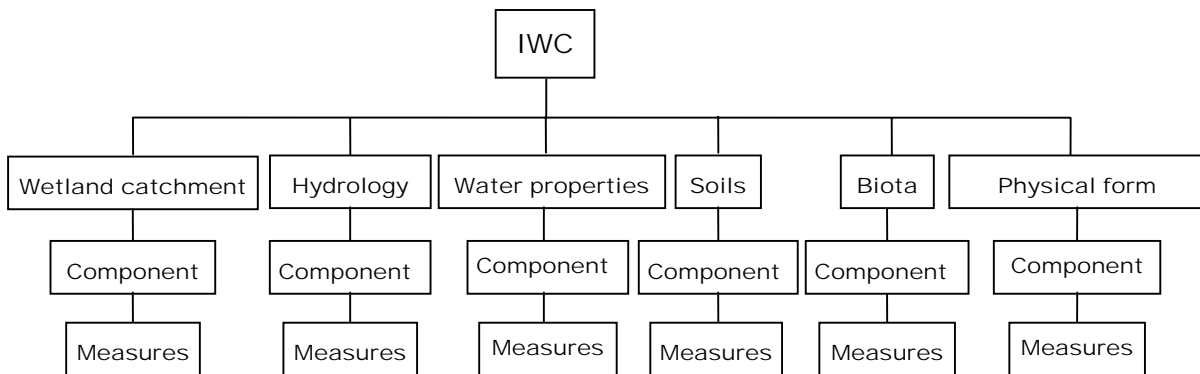 IWC
Wetland catchment
Hydrology
Water properties
Soils
Biota
Physical form
Component
Component
Component
Component
Component
Component
Measures
Measures
Measures
Measures
Measures
Measures